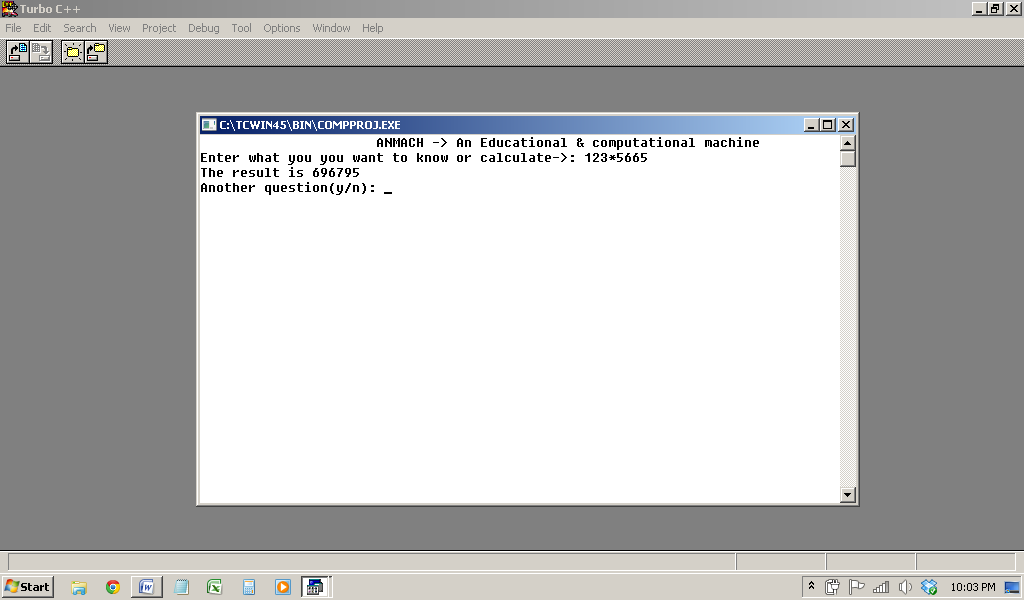 Turbo C++
File Edit Search View Project Debug Tool Options Window Help
C:\TCWIN45\BIN\COMPPROJ.EXE
ANMACH -> An Educational & computational machine
Enter what you you want to know or calculate->: 123*5665
The result is 696795
Another question(y/n): _
Start
10:03 PM